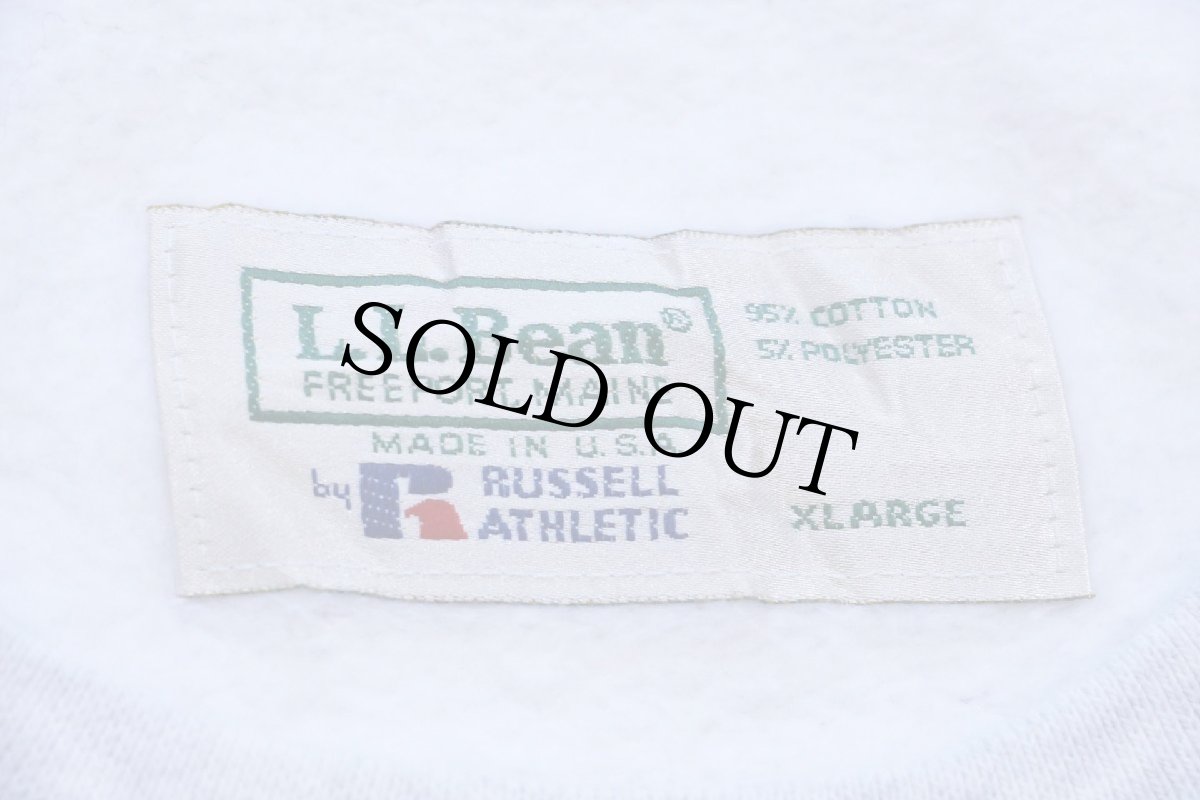 L.L.Bean®
FREEPORT, MAINE
MADE IN U.S.A
by RUSSELL
ATHLETIC
95% COTTON
5% POLYESTER
XLARGE
SOLD OUT